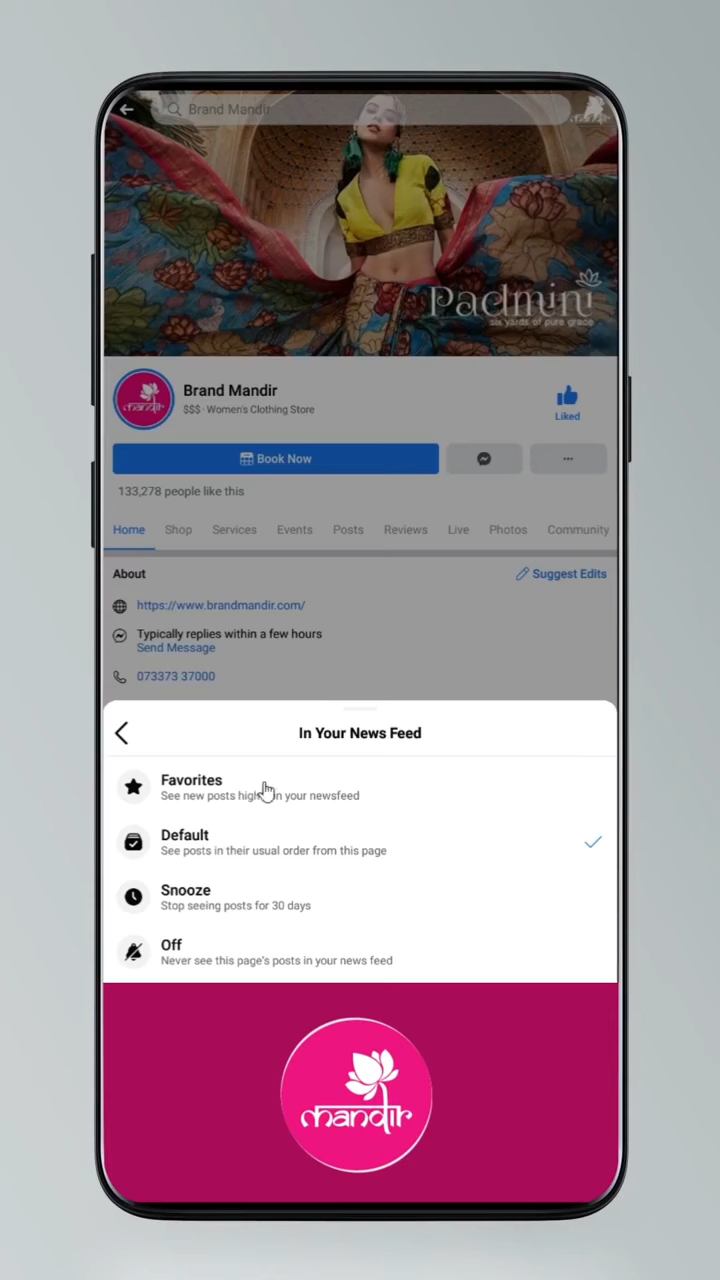 Brand Mandir
Padmini
six yards of pure grace
mandir
Brand Mandir
$$$ · Women's Clothing Store
Liked
Book Now
133,278 people like this
Home Shop Services Events Posts Reviews Live Photos Community
About
Suggest Edits
https://www.brandmandir.com/
Typically replies within a few hours
Send Message
073373 37000
In Your News Feed
Favorites
See new posts high in your newsfeed
Default
See posts in their usual order from this page
Snooze
Stop seeing posts for 30 days
Off
Never see this page's posts in your news feed
mandir